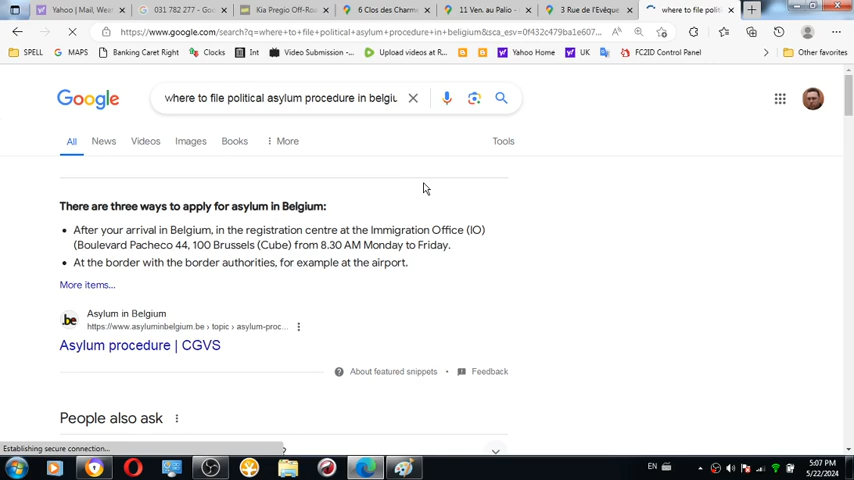 Yahoo | Mail, Weat
031 782 277 - Goo
Kia Pregio Off-Roa
6 Clos des Charme
11 Ven. au Palio -
3 Rue de l'Evêque
where to file polit
https://www.google.com/search?q=where+to+file+political+asylum+procedure+in+beligium&sca_esv=0f432c479ba1e607...
SPELL
MAPS
Banking Caret Right
Clocks
Int
Video Submission -...
Upload videos at R...
Yahoo Home
UK
FC2ID Control Panel
Other favorites
Google
where to file political asylum procedure in belgiu
All
News
Videos
Images
Books
More
Tools
There are three ways to apply for asylum in Belgium:
After your arrival in Belgium, in the registration centre at the Immigration Office (IO)
(Boulevard Pacheco 44, 100 Brussels (Cube) from 8.30 AM Monday to Friday.
At the border with the border authorities, for example at the airport.
More items...
.be
Asylum in Belgium
https://www.asyluminbelgium.be › topic › asylum-proc...
Asylum procedure | CGVS
About featured snippets
Feedback
People also ask
Establishing secure connection...
EN
5:07 PM
5/22/2024